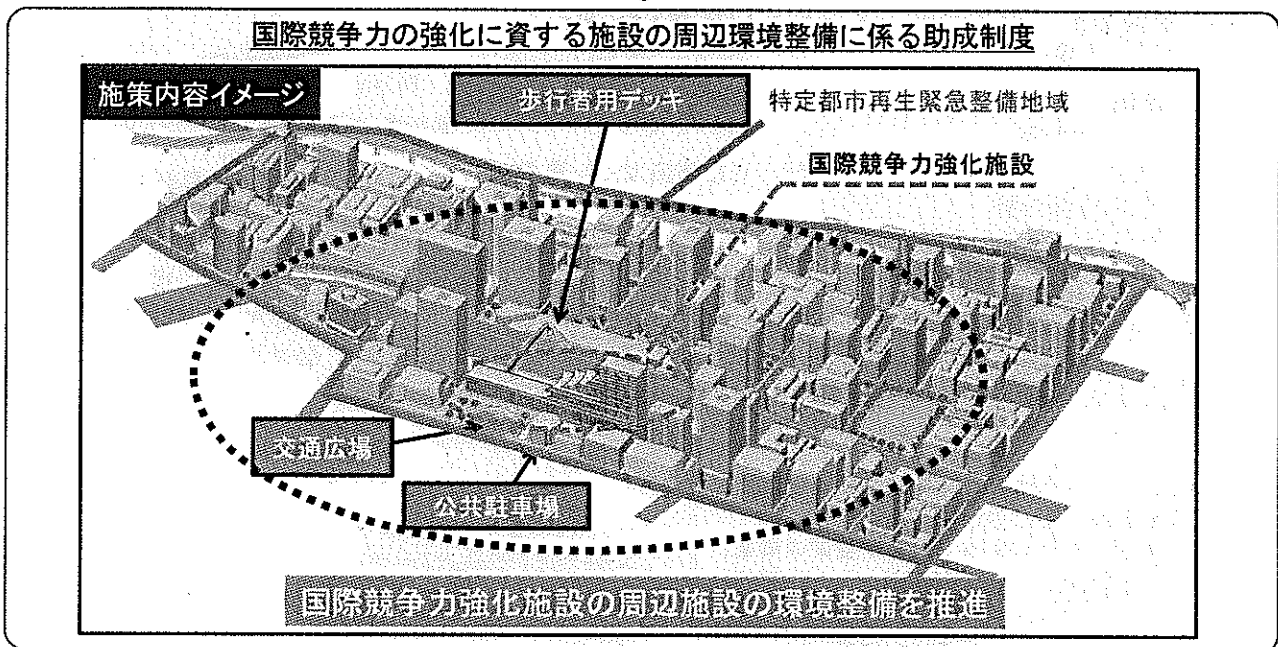 国際競争力の強化に資する施設の周辺環境整備に係る助成制度
施策内容イメージ
歩行者用デッキ
特定都市再生緊急整備地域
国際競争力強化施設
交通広場
公共駐車場
国際競争力強化施設の周辺施設の環境整備を推進